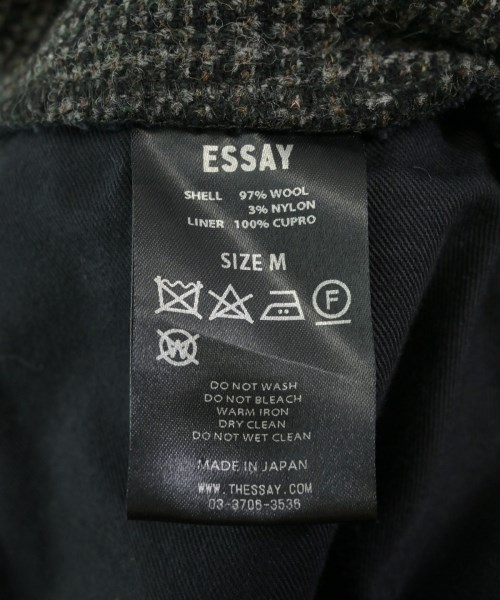 ESSAY
SHELL 97% WOOL
3% NYLON
LINER 100% CUPRO
SIZE M
F
W
DO NOT WASH
DO NOT BLEACH
WARM IRON
DRY CLEAN
DO NOT WET CLEAN
MADE IN JAPAN
WWW.THESSAY.COM
03-3705-3535